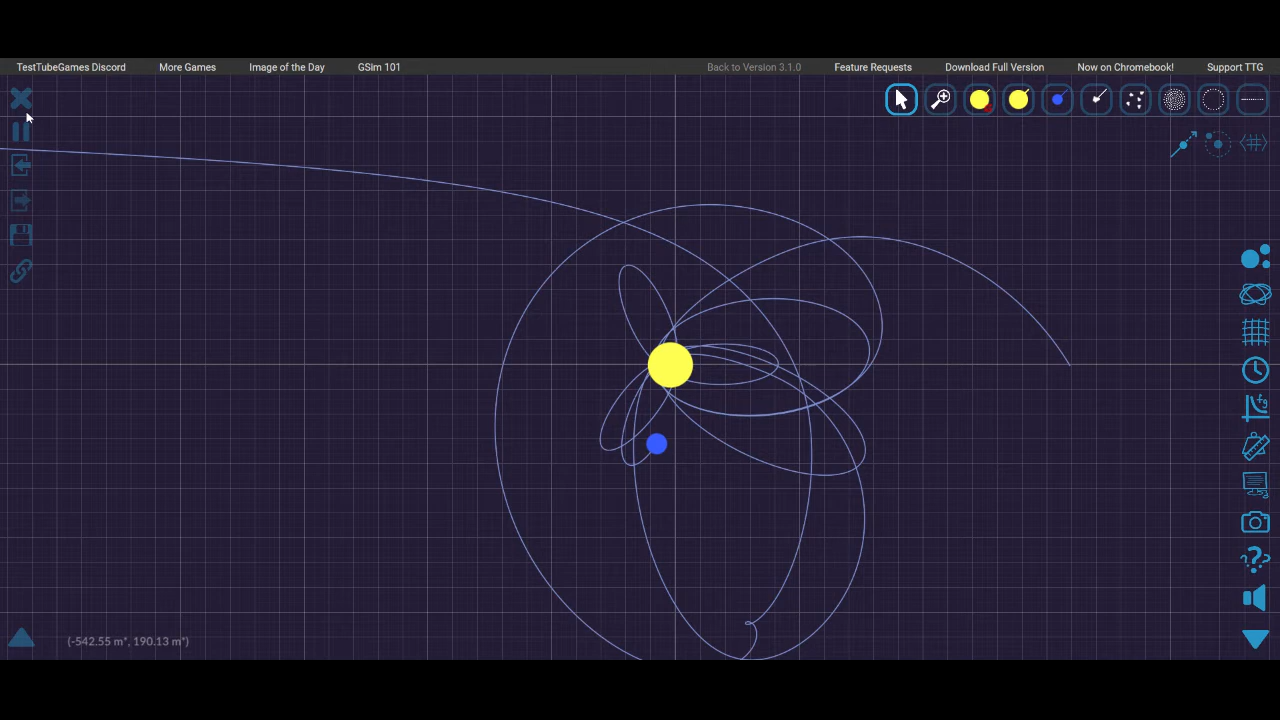 TestTubeGames Discord More Games Image of the Day GSim 101 Back to Version 3.1.0 Feature Requests Download Full Version Now on Chromebook! Support TTG
(-542.55 m*, 190.13 m*)